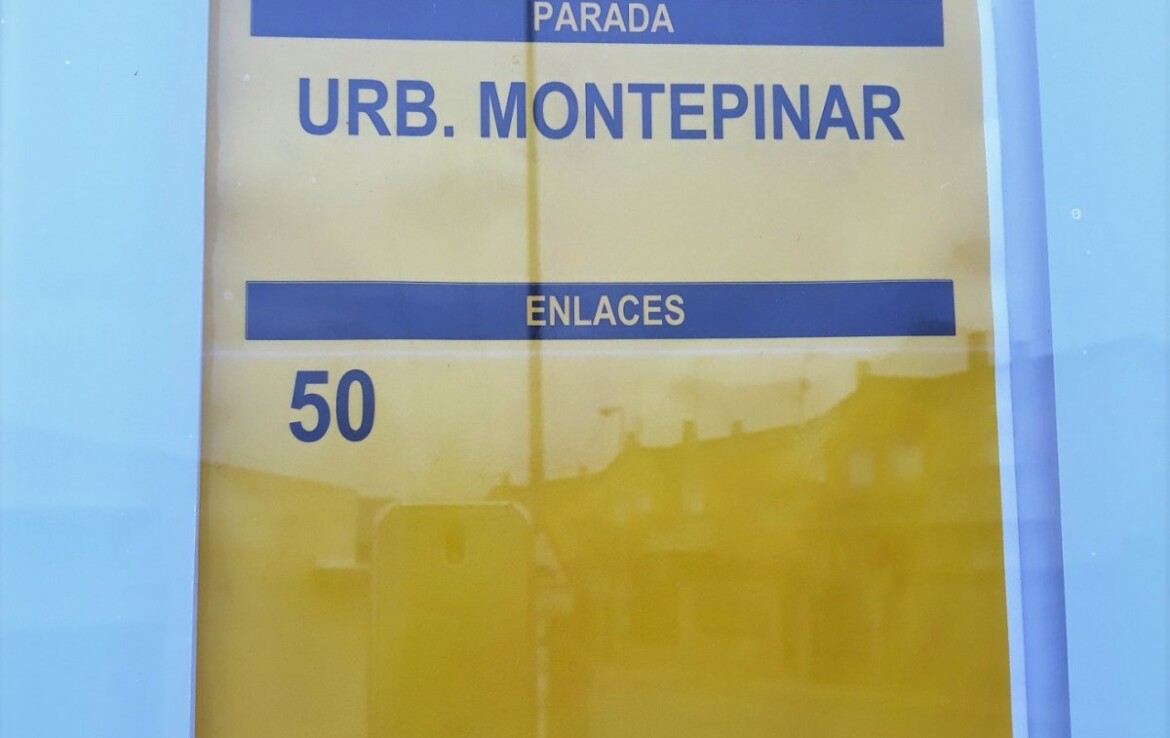 PARADA
URB. MONTEPINAR
ENLACES
50